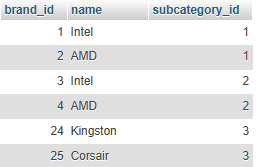 brand_id name subcategory_id
1 Intel 1
2 AMD 1
3 Intel 2
4 AMD 2
24 Kingston 3
25 Corsair 3